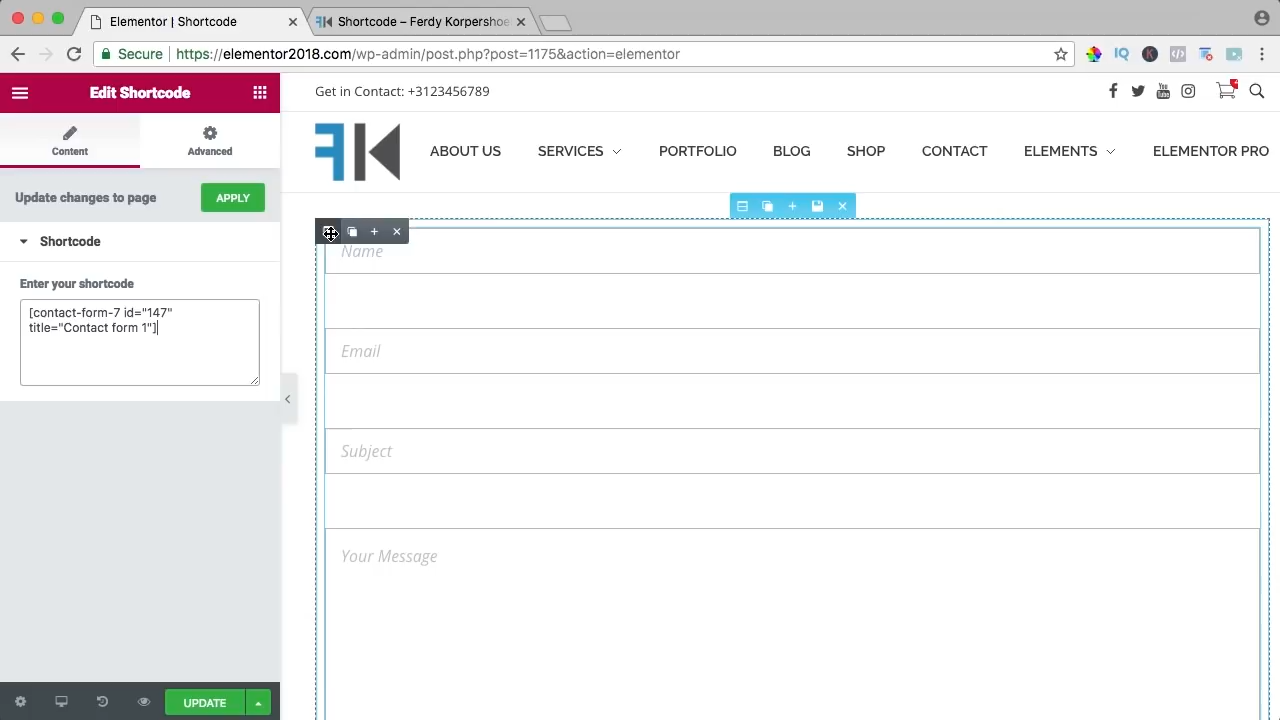 Elementor | Shortcode
Shortcode – Ferdy Korpershoe
Secure
https://elementor2018.com/wp-admin/post.php?post=1175&action=elementor
Edit Shortcode
Content
Advanced
Update changes to page
APPLY
Shortcode
Enter your shortcode
[contact-form-7 id="147"
title="Contact form 1"]
UPDATE
Get in Contact: +3123456789
FK
ABOUT US
SERVICES
PORTFOLIO
BLOG
SHOP
CONTACT
ELEMENTS
ELEMENTOR PRO
Name
Email
Subject
Your Message